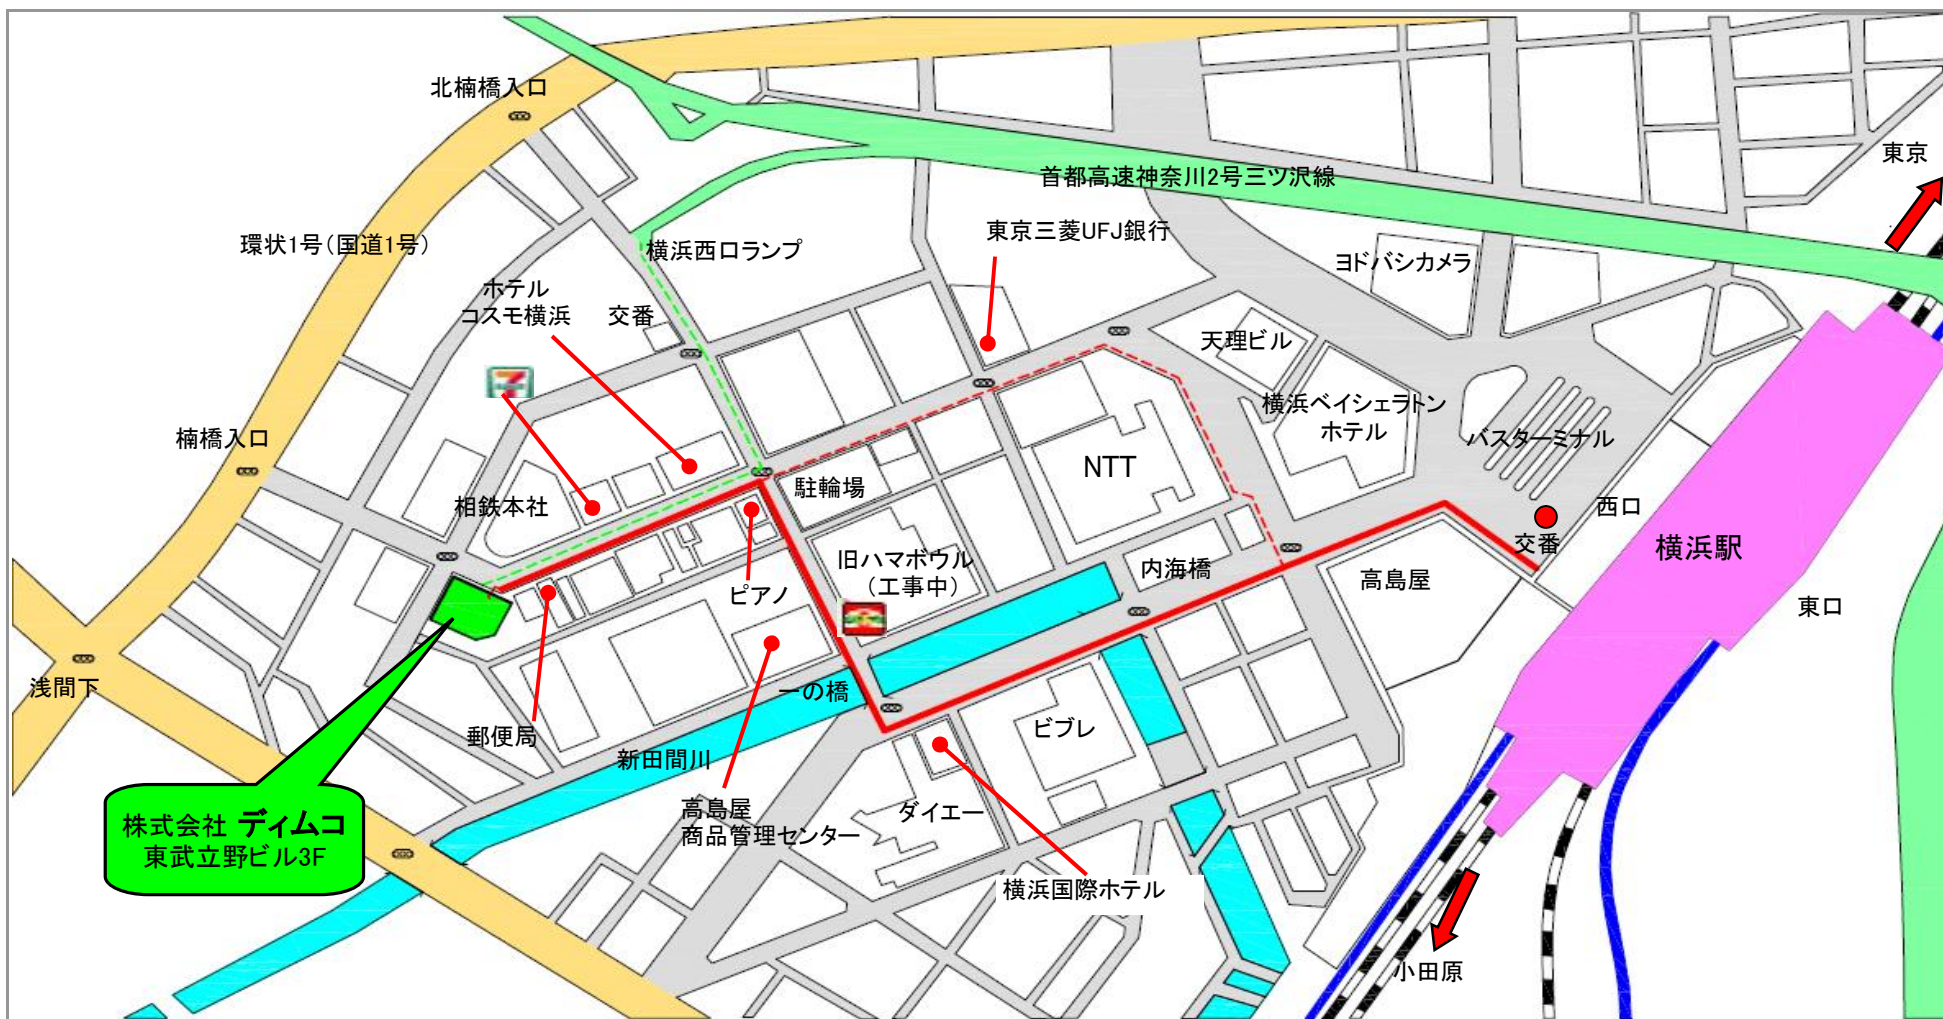 北楠橋入口
東京
首都高速神奈川2号三ツ沢線
環状1号(国道1号)
横浜西口ランプ
東京三菱UFJ銀行
ヨドバシカメラ
ホテル
コスモ横浜
交番
天理ビル
7
横浜ベイシェラトン
ホテル
バスターミナル
楠橋入口
NTT
相鉄本社
駐輪場
西口
交番
横浜駅
旧ハマボウル
(工事中)
内海橋
高島屋
ピアノ
東口
浅間下
一の橋
郵便局
新田間川
ビブレ
高島屋
商品管理センター
ダイエー
株式会社 ディムコ
東武立野ビル3F
横浜国際ホテル
小田原